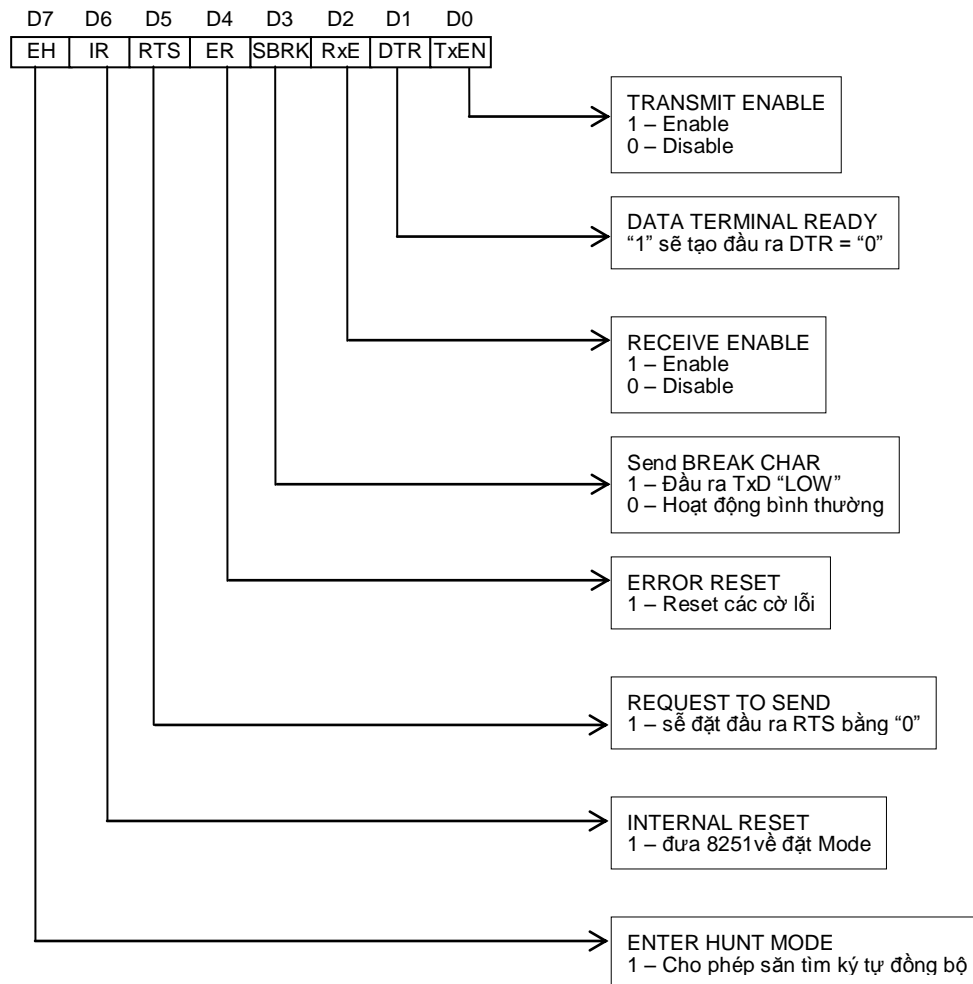 D7 D6 D5 D4 D3 D2 D1 D0
EH IR RTS ER SBRK RxE DTR TxEN
TRANSMIT ENABLE
1 – Enable
0 – Disable
DATA TERMINAL READY
“1” sẽ tạo đầu ra DTR = “0”
RECEIVE ENABLE
1 – Enable
0 – Disable
Send BREAK CHAR
1 – Đầu ra TxD “LOW”
0 – Hoạt động bình thường
ERROR RESET
1 – Reset các cờ lỗi
REQUEST TO SEND
1 – sễ đặt đầu ra RTS bằng “0”
INTERNAL RESET
1 – đưa 8251về đặt Mode
ENTER HUNT MODE
1 – Cho phép săn tìm ký tự đồng bộ